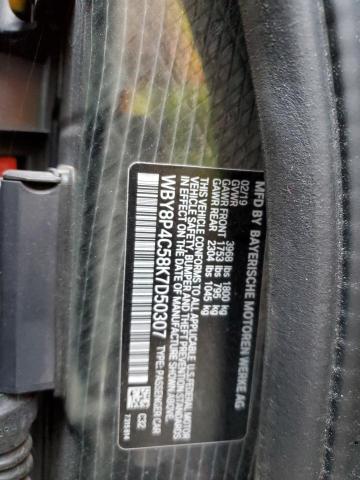 MFD BY BAYERISCHE MOTOREN WERKE AG
02/19
GVWR 3968 lbs 1800 kg
GAWR FRONT 1753 lbs 795 kg
GAWR REAR 2304 lbs 1045 kg
THIS VEHICLE CONFORMS TO ALL APPLICABLE U.S. FEDERAL MOTOR
VEHICLE SAFETY, BUMPER AND THEFT PREVENTION STANDARDS
IN EFFECT ON THE DATE OF MANUFACTURE SHOWN ABOVE.
WBY8P4C58K7D50307 TYPE: PASSENGER CAR
C32